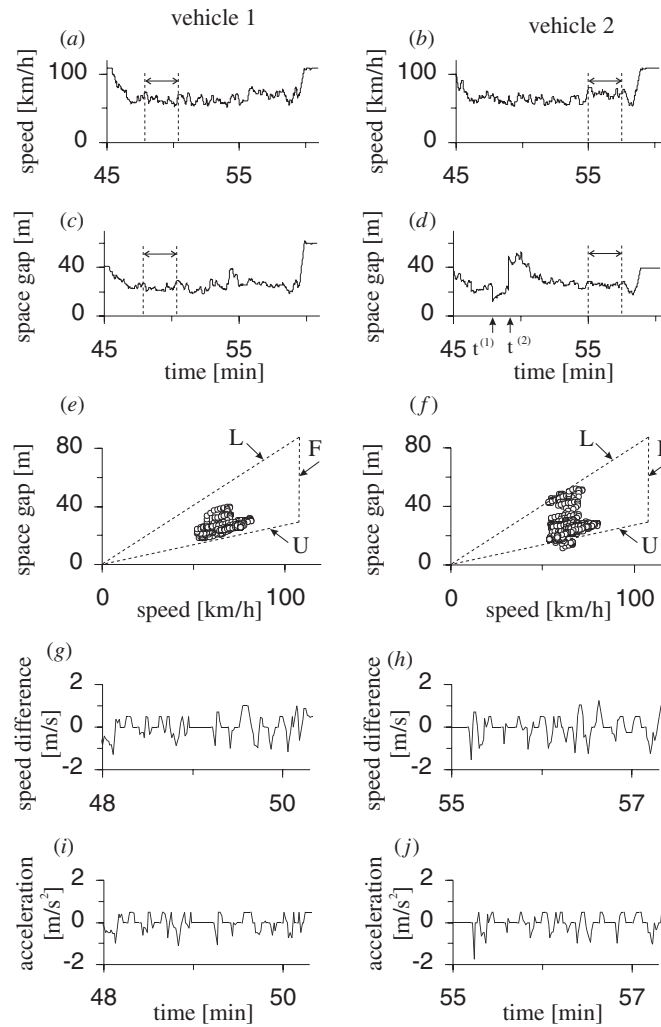 vehicle 1
vehicle 2
(a)
(b)
speed [km/h]
100
0
45
55
speed [km/h]
100
0
45
55
(c)
(d)
space gap [m]
40
0
45
55
time [min]
space gap [m]
40
0
45
55
t(1)
t(2)
time [min]
(e)
(f)
space gap [m]
80
40
0
0
100
speed [km/h]
L
F
U
space gap [m]
80
40
0
0
100
speed [km/h]
L
U
(g)
(h)
speed difference
[m/s]
2
0
-2
48
50
speed difference
[m/s]
2
0
-2
55
57
(i)
(j)
acceleration
[m/s²]
2
0
-2
48
50
time [min]
acceleration
[m/s²]
2
0
-2
55
57
time [min]